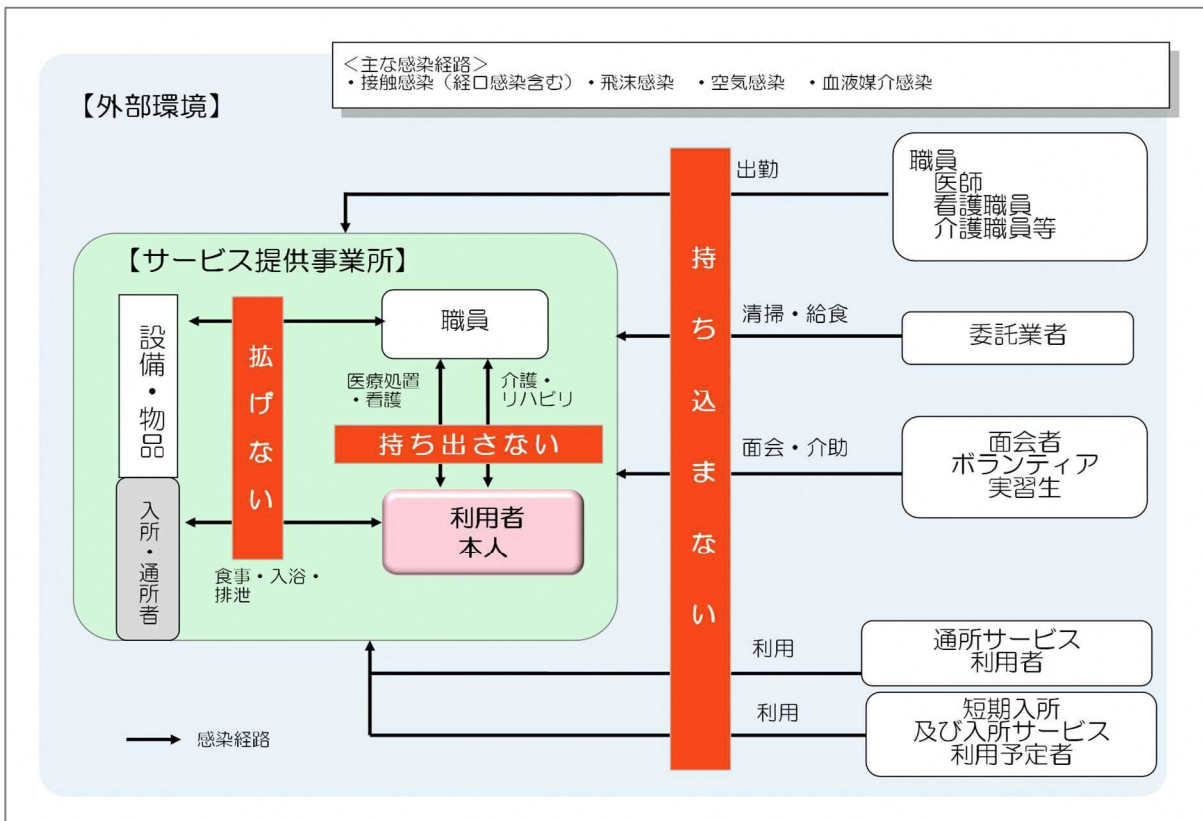 ＜主な感染経路＞
・接触感染（経口感染含む）・飛沫感染　・空気感染　・血液媒介感染
【外部環境】
出勤
職員
医師
看護職員
介護職員等
【サービス提供事業所】
設備・物品
拡げない
職員
医療処置
・看護
介護・
リハビリ
持ち出さない
利用者
本人
入所・通所者
食事・入浴・
排泄
持ち込まない
清掃・給食
委託業者
面会・介助
面会者
ボランティア
実習生
利用
通所サービス
利用者
利用
短期入所
及び入所サービス
利用予定者
感染経路